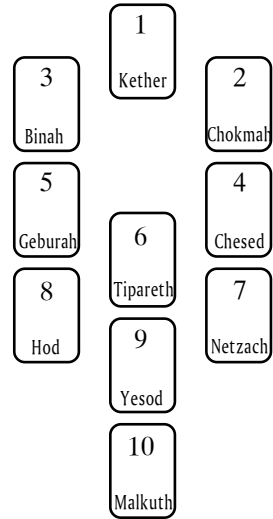 1
Kether
3
Binah
2
Chokmah
5
Geburah
4
Chesed
6
Tipareth
8
Hod
7
Netzach
9
Yesod
10
Malkuth